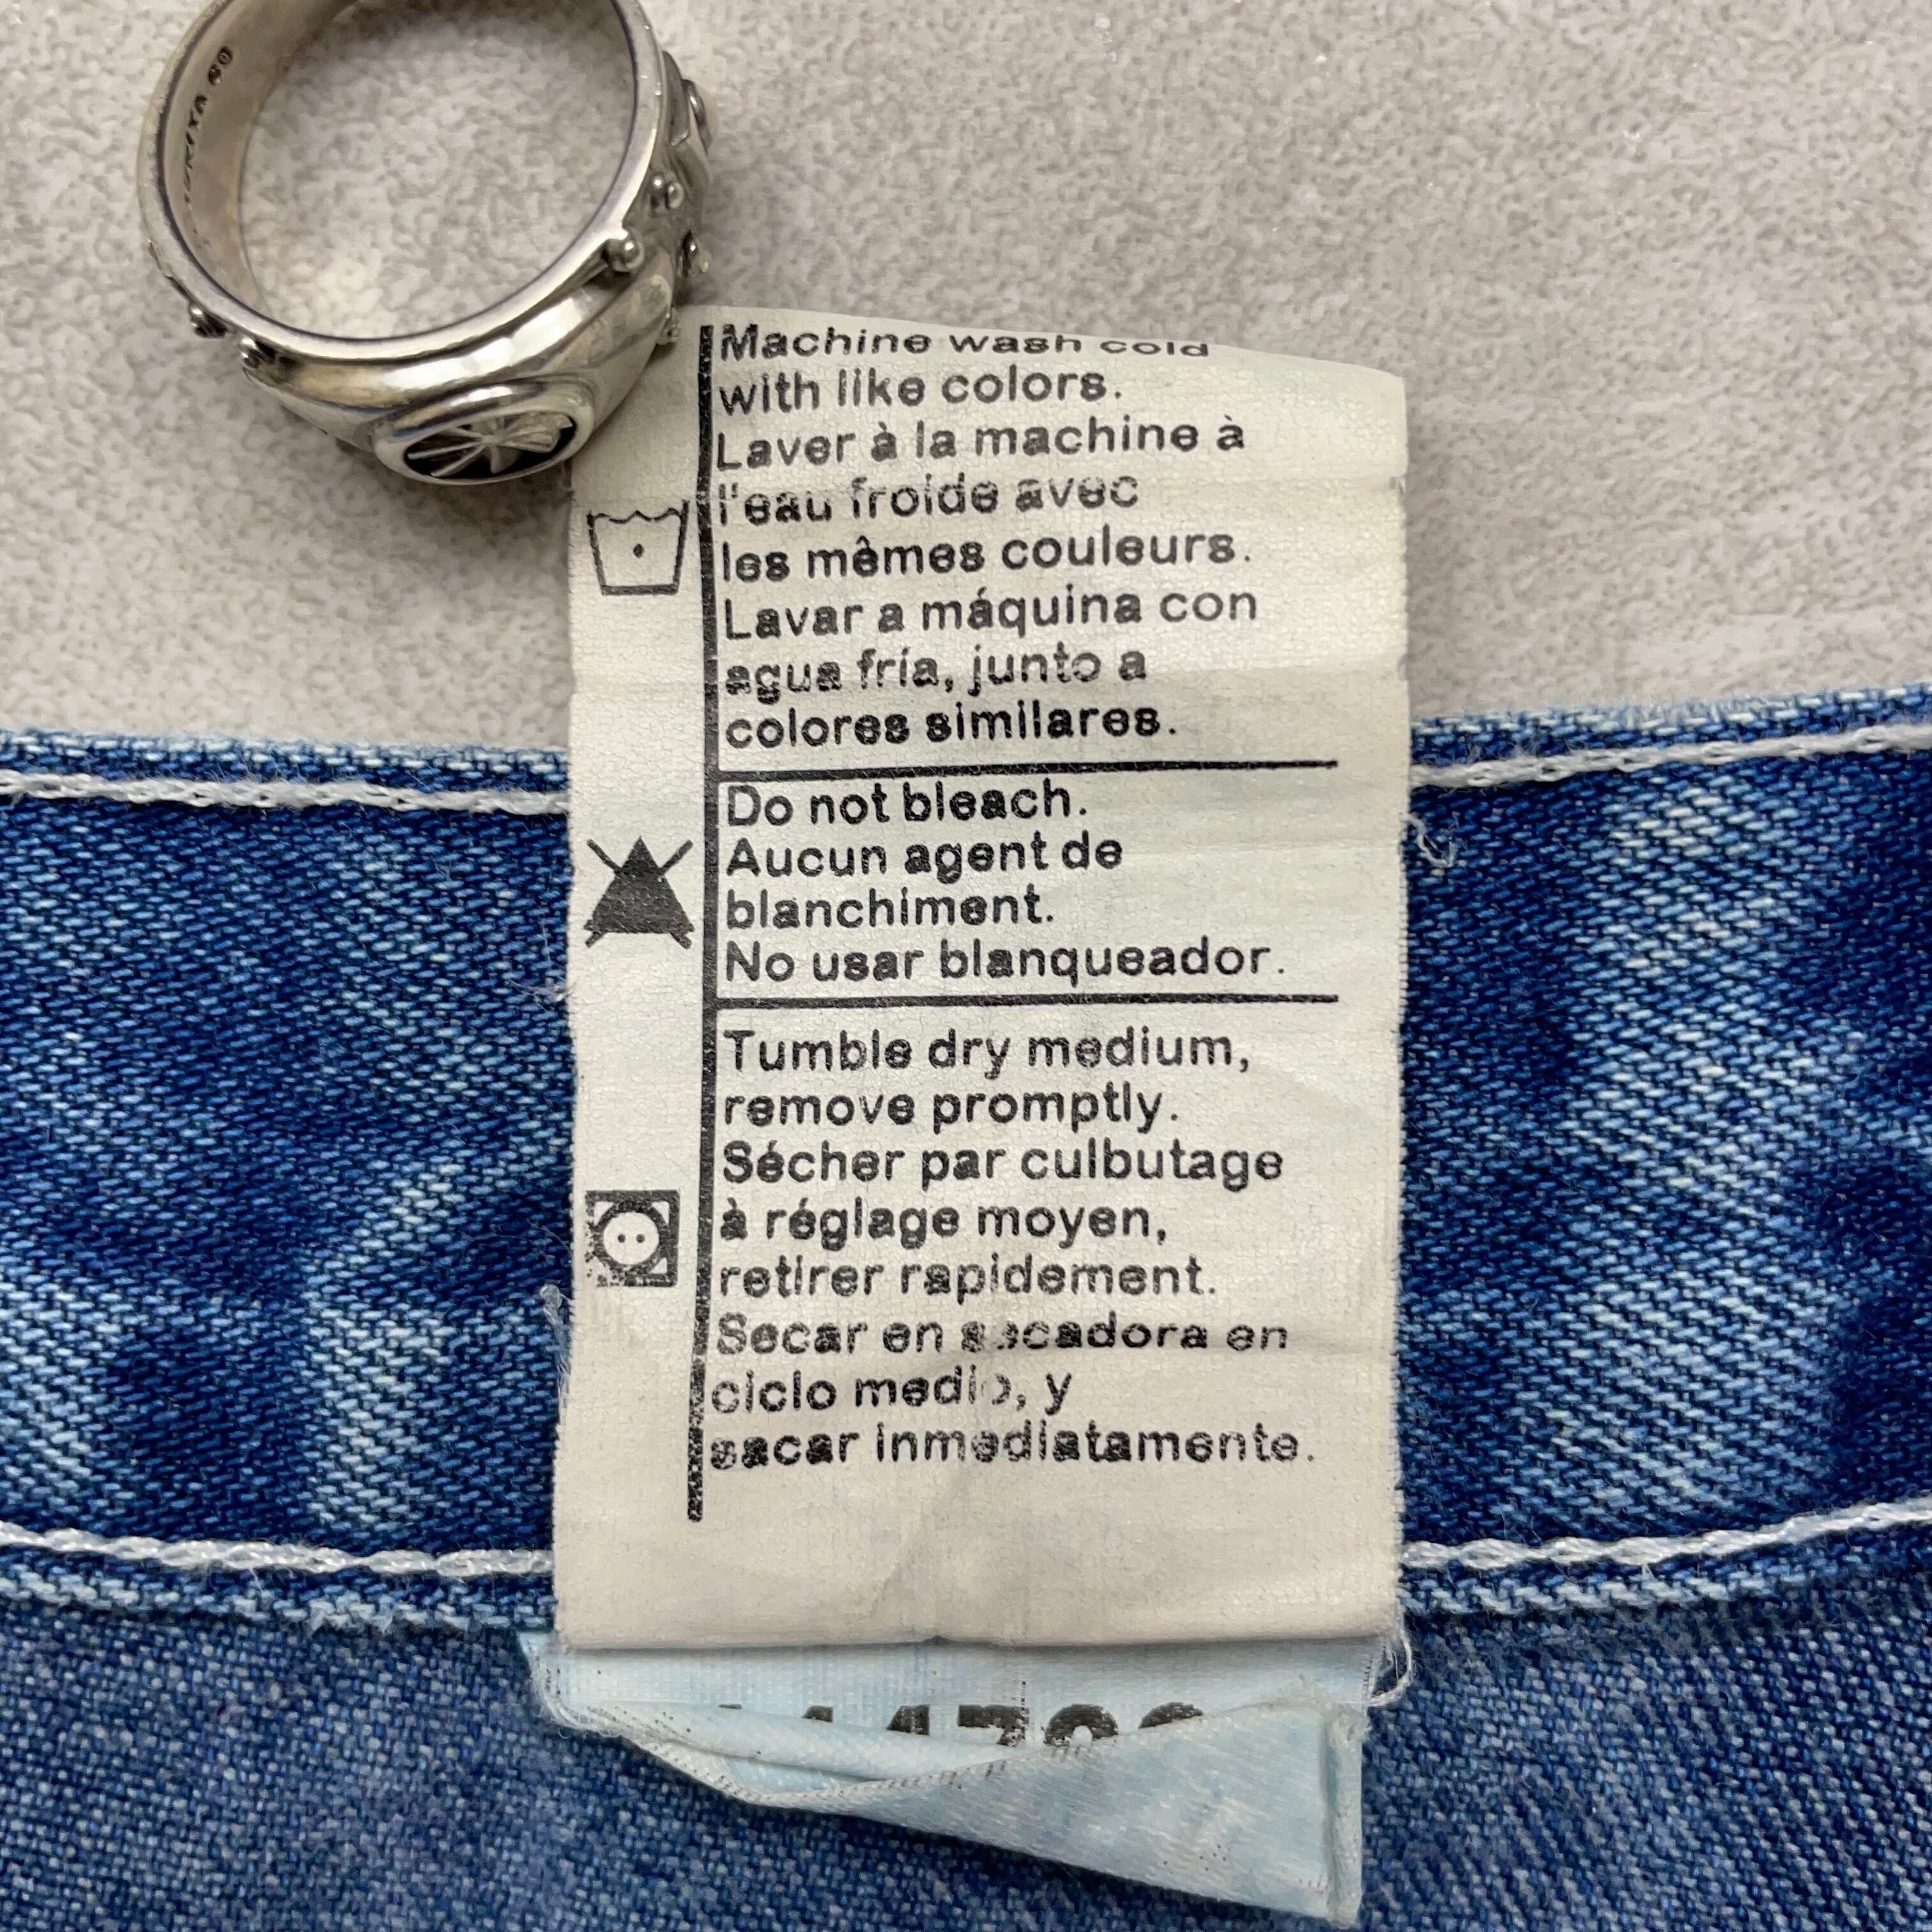 Machine wash cold
with like colors.
Laver à la machine à
l'eau froide avec
les mêmes couleurs.
Lavar a máquina con
agua fría, junto a
colores similares.
Do not bleach.
Aucun agent de
blanchiment.
No usar blanqueador.
Tumble dry medium,
remove promptly.
Sécher par culbutage
à réglage moyen,
retirer rapidement.
Secar en secadora en
ciclo medio, y
sacar inmediatamente.